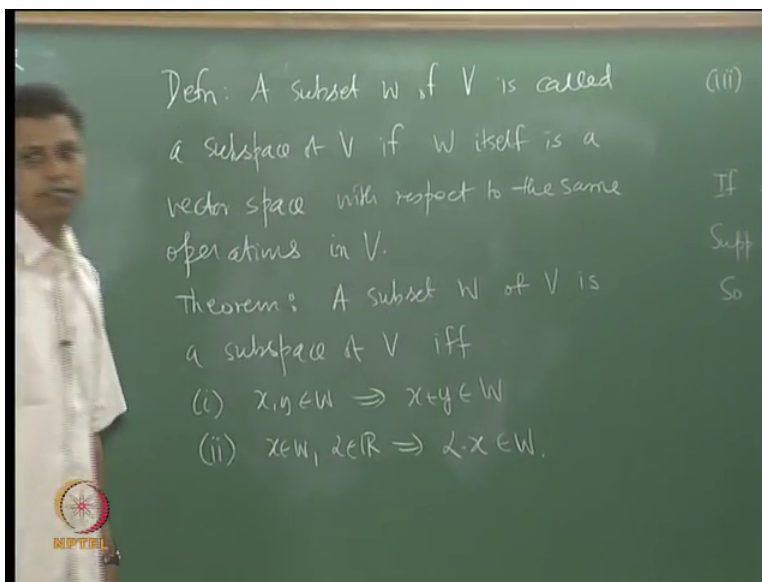 Defn: A subset W of V is called
a subspace of V if W itself is a
vector space with respect to the same
operations in V.
Theorem: A subset W of V is
a subspace of V iff
(i) x, y ∈ W ⇒ x+y ∈ W
(ii) x ∈ W, α ∈ ℝ ⇒ α·x ∈ W.
(iii)
If
Supp
So
NPTEL